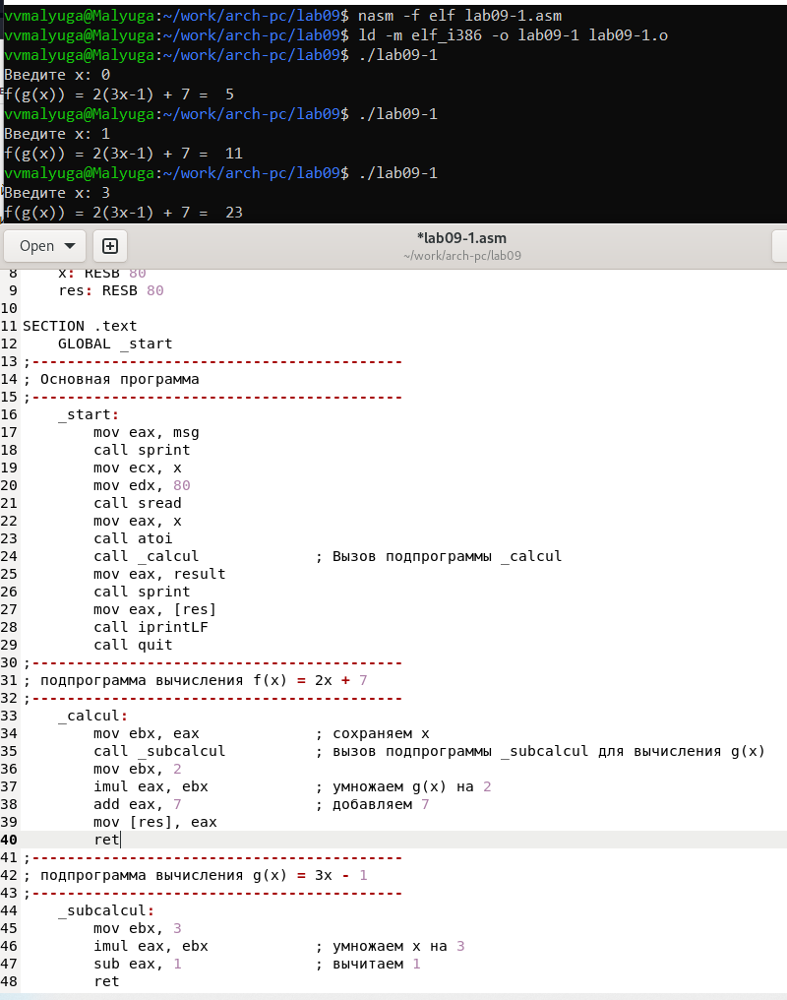 vvmalyuga@Malyuga:~/work/arch-pc/lab09$ nasm -f elf lab09-1.asm
vvmalyuga@Malyuga:~/work/arch-pc/lab09$ ld -m elf_i386 -o lab09-1 lab09-1.o
vvmalyuga@Malyuga:~/work/arch-pc/lab09$ ./lab09-1
Введите x: 0
f(g(x)) = 2(3x-1) + 7 =  5
vvmalyuga@Malyuga:~/work/arch-pc/lab09$ ./lab09-1
Введите x: 1
f(g(x)) = 2(3x-1) + 7 =  11
vvmalyuga@Malyuga:~/work/arch-pc/lab09$ ./lab09-1
Введите x: 3
f(g(x)) = 2(3x-1) + 7 =  23
Open
*lab09-1.asm
~/work/arch-pc/lab09
8     x: RESB 80
9     res: RESB 80
10
11 SECTION .text
12     GLOBAL _start
13 ;------------------------------------------
14 ; Основная программа
15 ;------------------------------------------
16     _start:
17         mov eax, msg
18         call sprint
19         mov ecx, x
20         mov edx, 80
21         call sread
22         mov eax, x
23         call atoi
24         call _calcul             ; Вызов подпрограммы _calcul
25         mov eax, result
26         call sprint
27         mov eax, [res]
28         call iprintLF
29         call quit
30 ;------------------------------------------
31 ; подпрограмма вычисления f(x) = 2x + 7
32 ;------------------------------------------
33     _calcul:
34         mov ebx, eax             ; сохраняем x
35         call _subcalcul          ; вызов подпрограммы _subcalcul для вычисления g(x)
36         mov ebx, 2
37         imul eax, ebx            ; умножаем g(x) на 2
38         add eax, 7               ; добавляем 7
39         mov [res], eax
40         ret
41 ;------------------------------------------
42 ; подпрограмма вычисления g(x) = 3x - 1
43 ;------------------------------------------
44     _subcalcul:
45         mov ebx, 3
46         imul eax, ebx            ; умножаем x на 3
47         sub eax, 1               ; вычитаем 1
48         ret